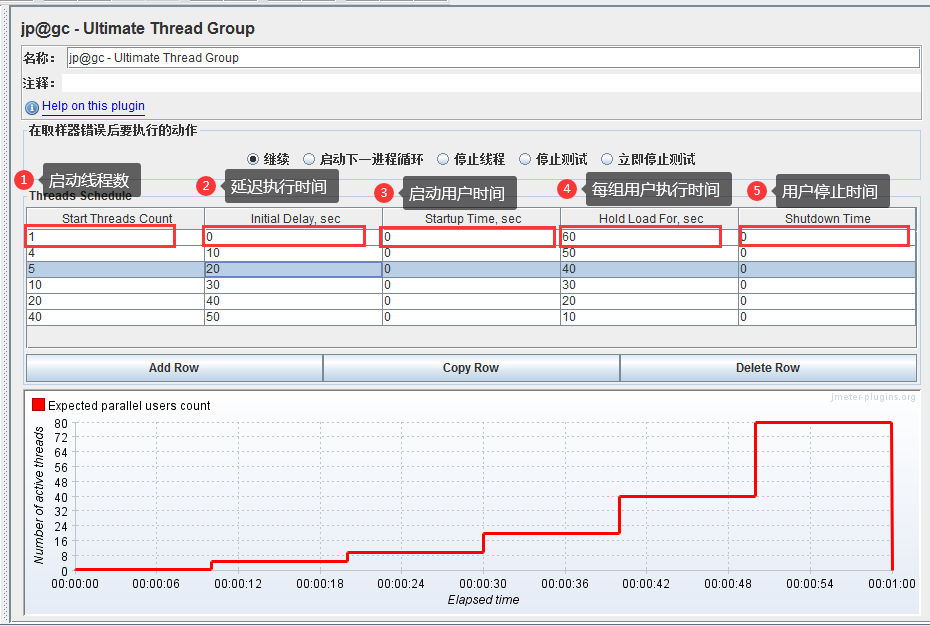 jp@gc - Ultimate Thread Group
名称： jp@gc - Ultimate Thread Group
注释：
Help on this plugin
在取样器错误后要执行的动作
继续 启动下一进程循环 停止线程 停止测试 立即停止测试
1 启动线程数 2 延迟执行时间 3 启动用户时间 4 每组用户执行时间 5 用户停止时间
Threads Schedule
Start Threads Count Initial Delay, sec Startup Time, sec Hold Load For, sec Shutdown Time
1 0 0 60 0
4 10 0 50 0
5 20 0 40 0
10 30 0 30 0
20 40 0 20 0
40 50 0 10 0
Add Row Copy Row Delete Row
jmeter-plugins.org
Expected parallel users count
Number of active threads
80
72
64
56
48
40
32
24
16
8
0
00:00:00 00:00:06 00:00:12 00:00:18 00:00:24 00:00:30 00:00:36 00:00:42 00:00:48 00:00:54 00:01:00
Elapsed time